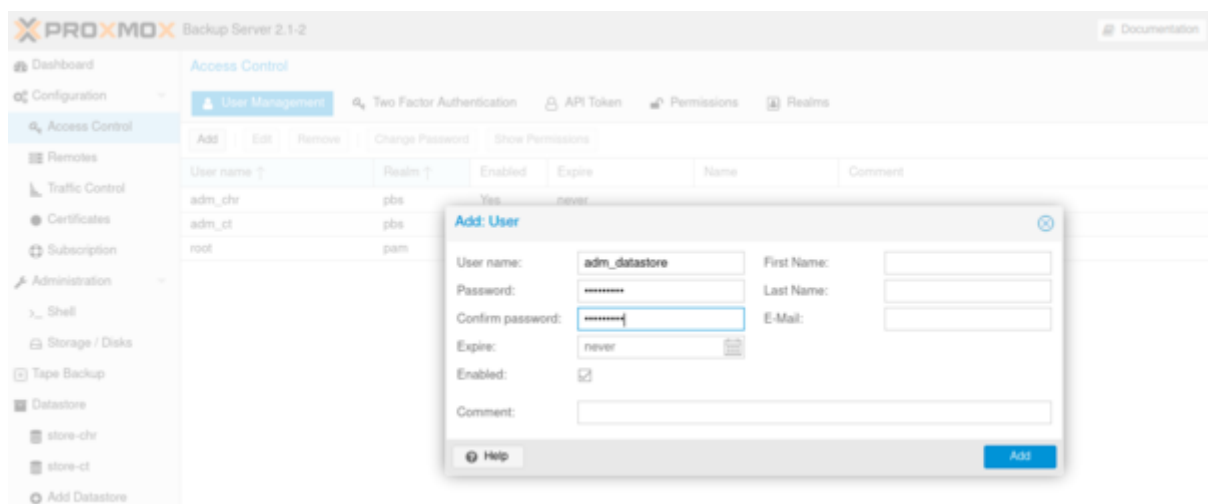 PROXMOX Backup Server 2.1-2 Documentation
Dashboard
Configuration
Access Control
Remotes
Traffic Control
Certificates
Subscription
Administration
Shell
Storage / Disks
Tape Backup
Datastore
store-chr
store-ct
Add Datastore
Access Control
User Management Two Factor Authentication API Token Permissions Realms
Add Edit Remove Change Password Show Permissions
User name ↑ Realm ↑ Enabled Expire Name Comment
adm_chr pbs Yes never
adm_ct pbs
root pam
Add: User
User name: adm_datastore First Name:
Password: ••••••••• Last Name:
Confirm password: ••••••••• E-Mail:
Expire: never
Enabled:
Comment:
Help Add